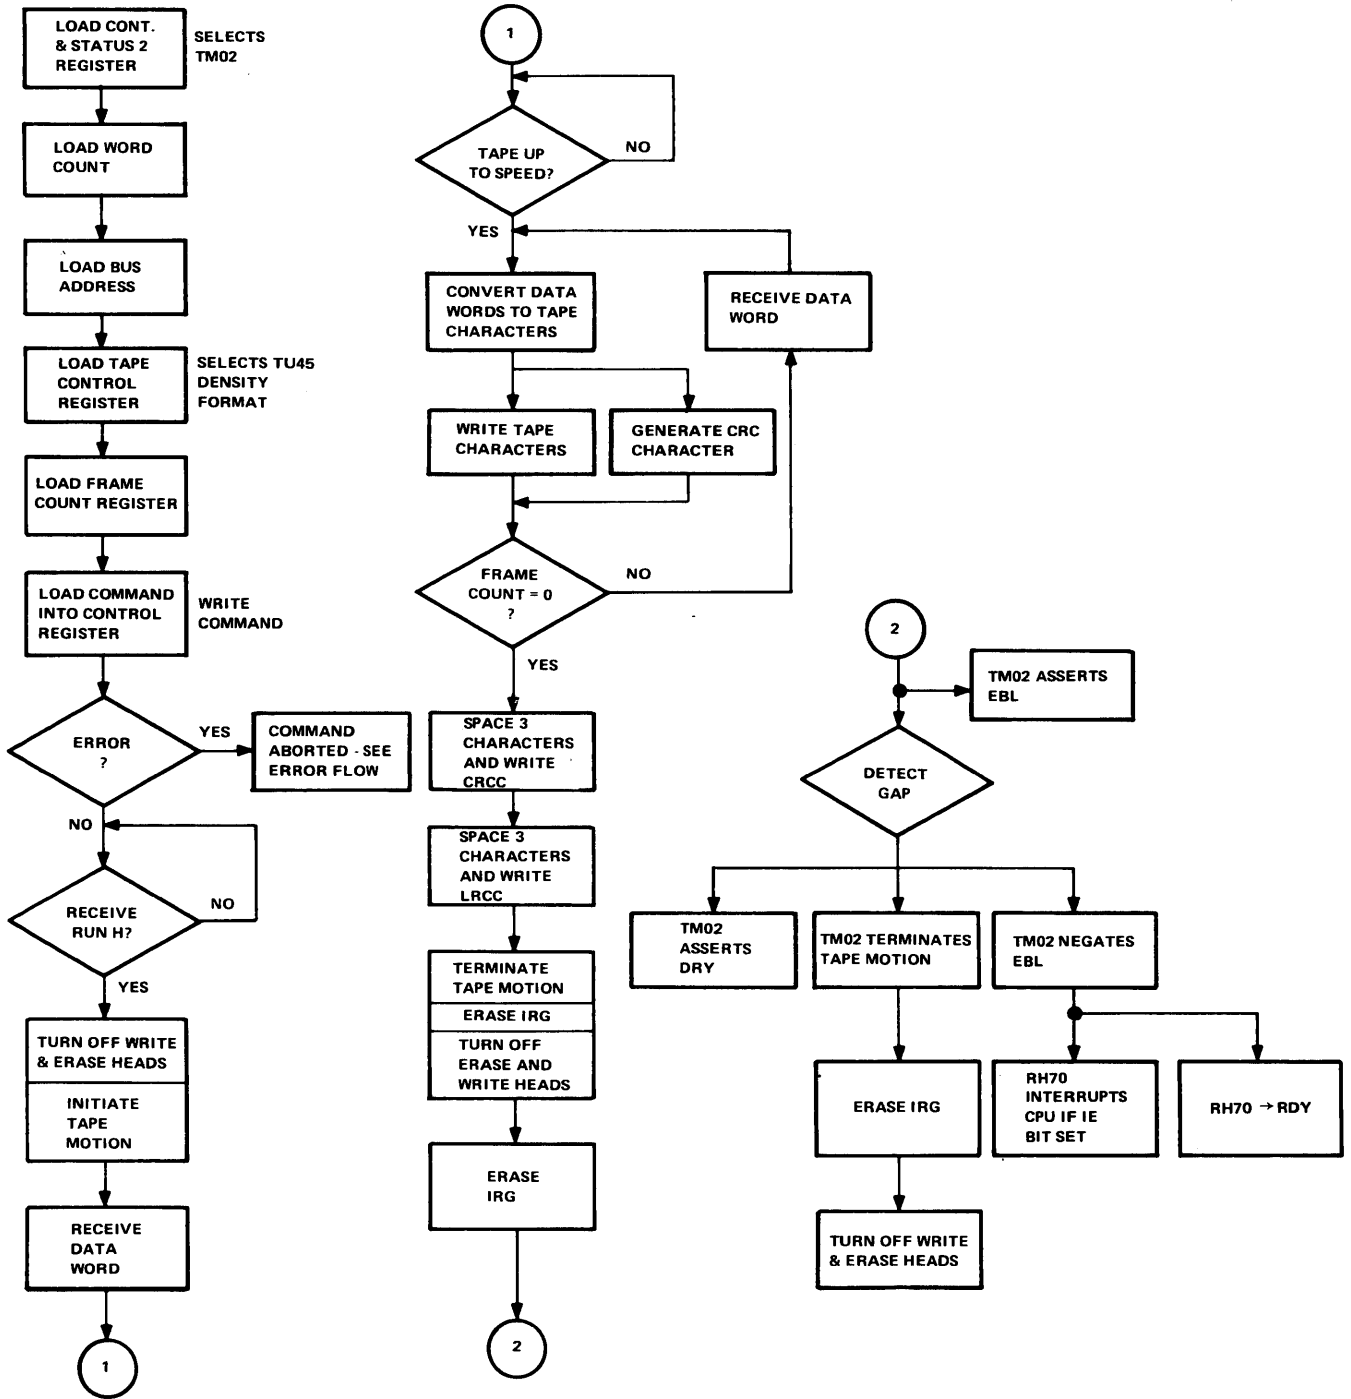 LOAD CONT.
& STATUS 2
REGISTER
SELECTS
TM02
LOAD WORD
COUNT
LOAD BUS
ADDRESS
LOAD TAPE
CONTROL
REGISTER
SELECTS TU45
DENSITY
FORMAT
LOAD FRAME
COUNT REGISTER
LOAD COMMAND
INTO CONTROL
REGISTER
WRITE
COMMAND
ERROR
?
YES
COMMAND
ABORTED - SEE
ERROR FLOW
NO
RECEIVE
RUN H?
NO
YES
TURN OFF WRITE
& ERASE HEADS
INITIATE
TAPE
MOTION
RECEIVE
DATA
WORD
1
1
TAPE UP
TO SPEED?
NO
YES
CONVERT DATA
WORDS TO TAPE
CHARACTERS
RECEIVE DATA
WORD
WRITE TAPE
CHARACTERS
GENERATE CRC
CHARACTER
FRAME
COUNT = 0
?
NO
YES
SPACE 3
CHARACTERS
AND WRITE
CRCC
SPACE 3
CHARACTERS
AND WRITE
LRCC
TERMINATE
TAPE MOTION
ERASE IRG
TURN OFF
ERASE AND
WRITE HEADS
ERASE
IRG
2
2
TM02 ASSERTS
EBL
DETECT
GAP
TM02
ASSERTS
DRY
TM02 TERMINATES
TAPE MOTION
TM02 NEGATES
EBL
ERASE IRG
RH70
INTERRUPTS
CPU IF IE
BIT SET
RH70 → RDY
TURN OFF WRITE
& ERASE HEADS